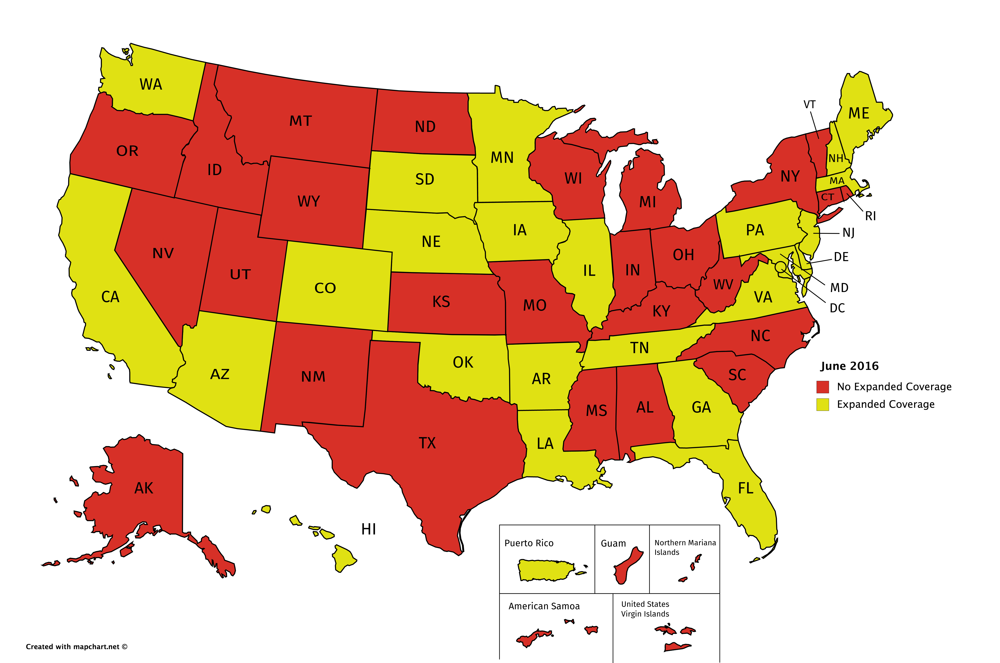 WA
VT
ME
MT
ND
OR
MN
NH
ID
SD
WI
NY
MA
CT
WY
MI
RI
NE
IA
PA
NJ
NV
OH
DE
UT
IL
IN
CO
WV
MD
CA
KS
MO
KY
VA
DC
NC
TN
OK
AZ
NM
AR
SC
MS
AL
GA
June 2016
No Expanded Coverage
Expanded Coverage
TX
LA
AK
FL
HI
Puerto Rico
Guam
Northern Mariana
Islands
American Samoa
United States
Virgin Islands
Created with mapchart.net ©